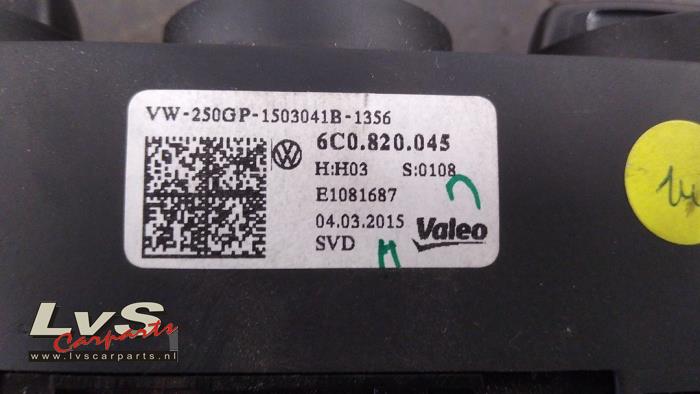 VW-250GP-1503041B-1356
6C0.820.045
H:H03 S:0108
E1081687
04.03.2015
SVD
Valeo
LvS
Carparts
www.lvscarparts.nl